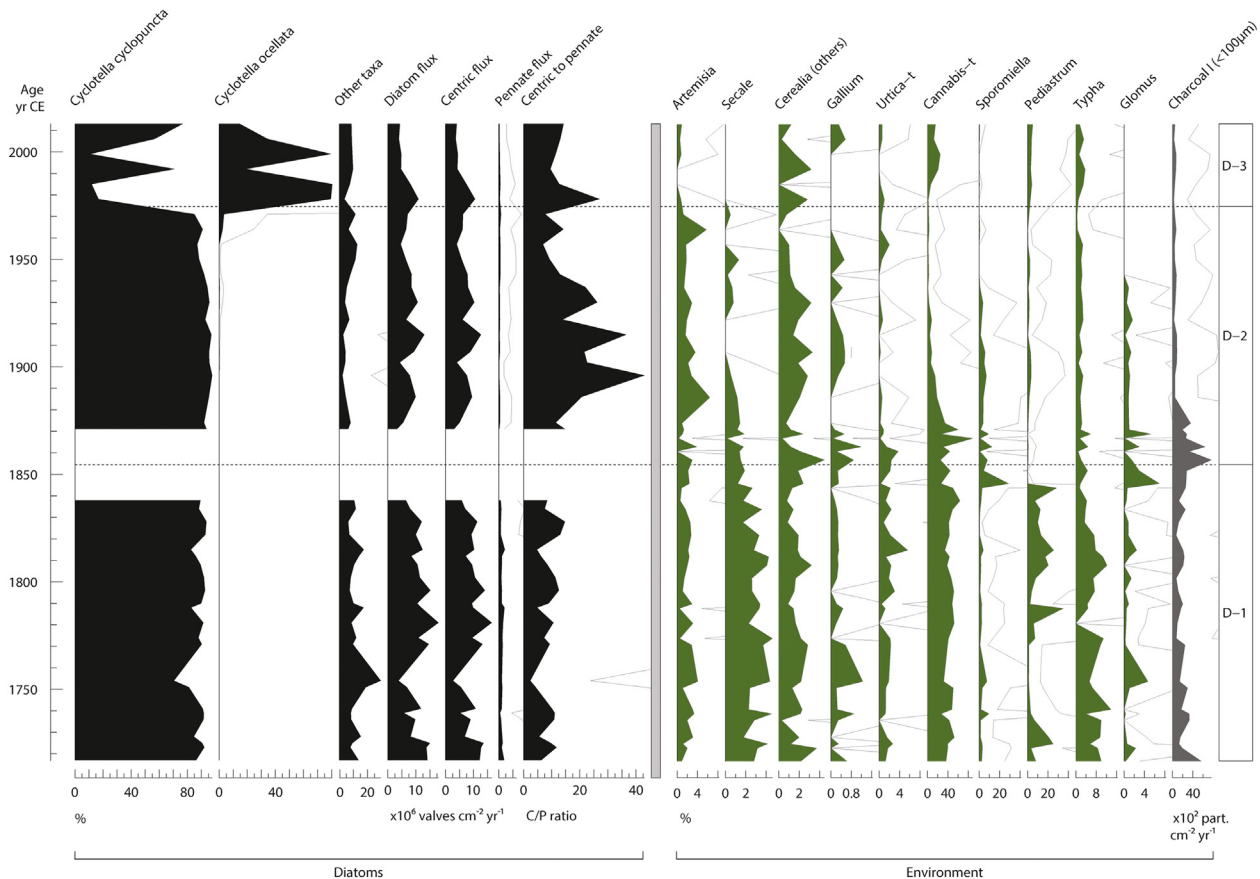 Cyclotella cyclopuncta
Cyclotella ocellata
Other taxa
Diatom flux
Centric flux
Pennate flux
Centric to pennate
Artemisia
Secale
Cerealia (others)
Gallium
Urtica-t
Cannabis-t
Sporomiella
Pediastrum
Typha
Glomus
Charcoal I (<100µm)
Age
yr CE
2000
1950
1900
1850
1800
1750
D-3
D-2
D-1
0 40 80 0 40 80 0 20 0 10 0 10 0 10 0 20 40 0 4 0 2 0 2 0 0.8 0 4 0 40 0 20 0 20 0 8 0 4 0 40
% x10⁶ valves cm⁻² yr⁻¹ C/P ratio % x10² part.
cm⁻² yr⁻¹
Diatoms Environment